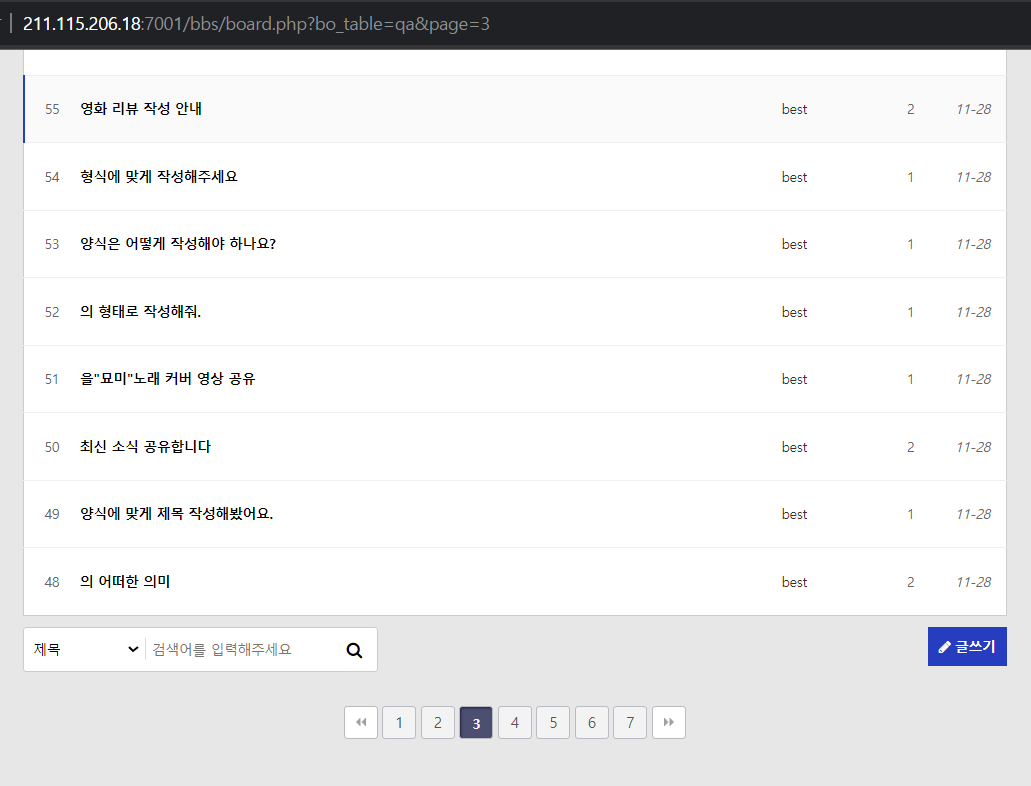 211.115.206.18:7001/bbs/board.php?bo_table=qa&page=3
55 영화 리뷰 작성 안내 best 2 11-28
54 형식에 맞게 작성해주세요 best 1 11-28
53 양식은 어떻게 작성해야 하나요? best 1 11-28
52 의 형태로 작성해줘. best 1 11-28
51 을"묘미"노래 커버 영상 공유 best 1 11-28
50 최신 소식 공유합니다 best 2 11-28
49 양식에 맞게 제목 작성해봤어요. best 1 11-28
48 의 어떠한 의미 best 2 11-28
제목 검색어를 입력해주세요 글쓰기
1 2 3 4 5 6 7